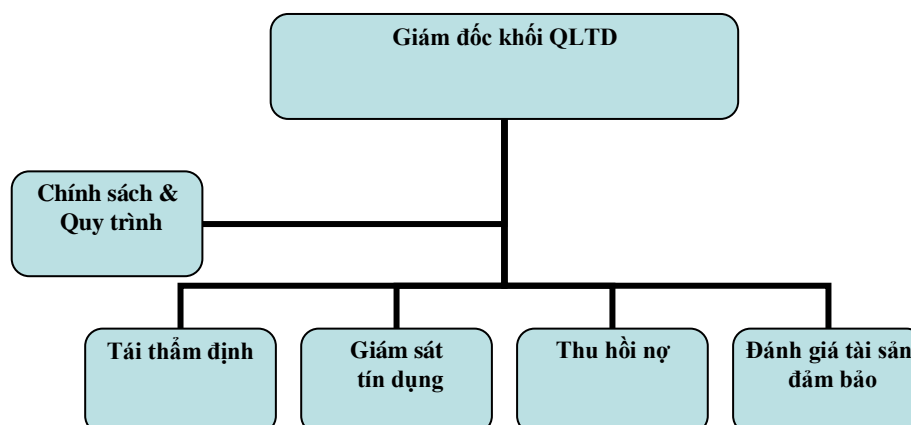 Giám đốc khối QLTD
Chính sách &
Quy trình
Tái thẩm định
Giám sát
tín dụng
Thu hồi nợ
Đánh giá tài sản
đảm bảo